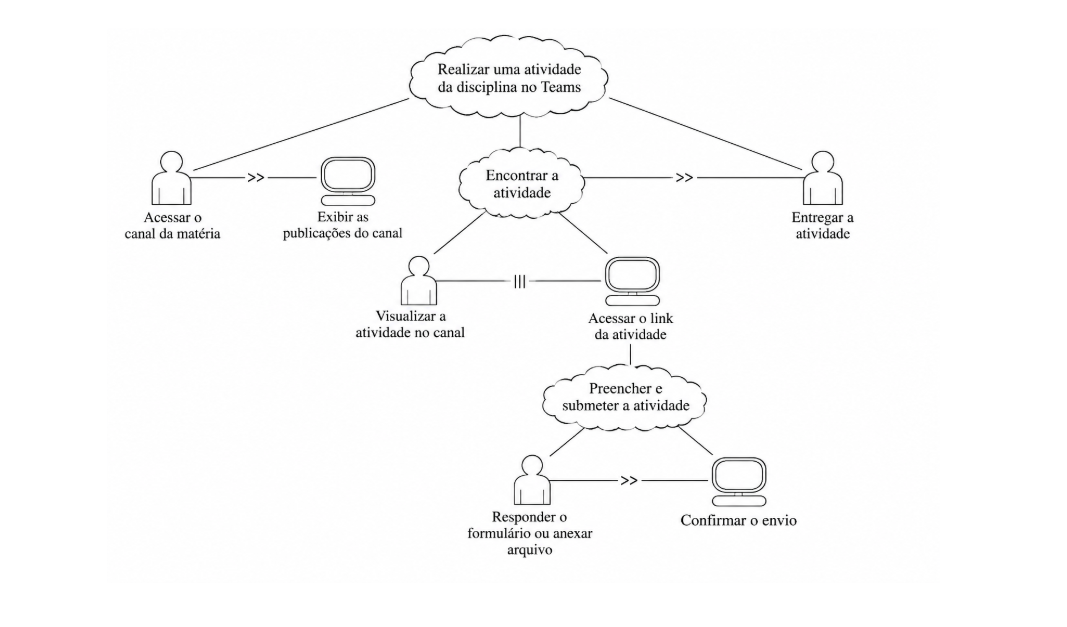 Realizar uma atividade
da disciplina no Teams
>>
Encontrar a
atividade
>>
Acessar o
canal da matéria
Exibir as
publicações do canal
Entregar a
atividade
|||
Visualizar a
atividade no canal
Acessar o link
da atividade
Preencher e
submeter a atividade
>>
Responder o
formulário ou anexar
arquivo
Confirmar o envio